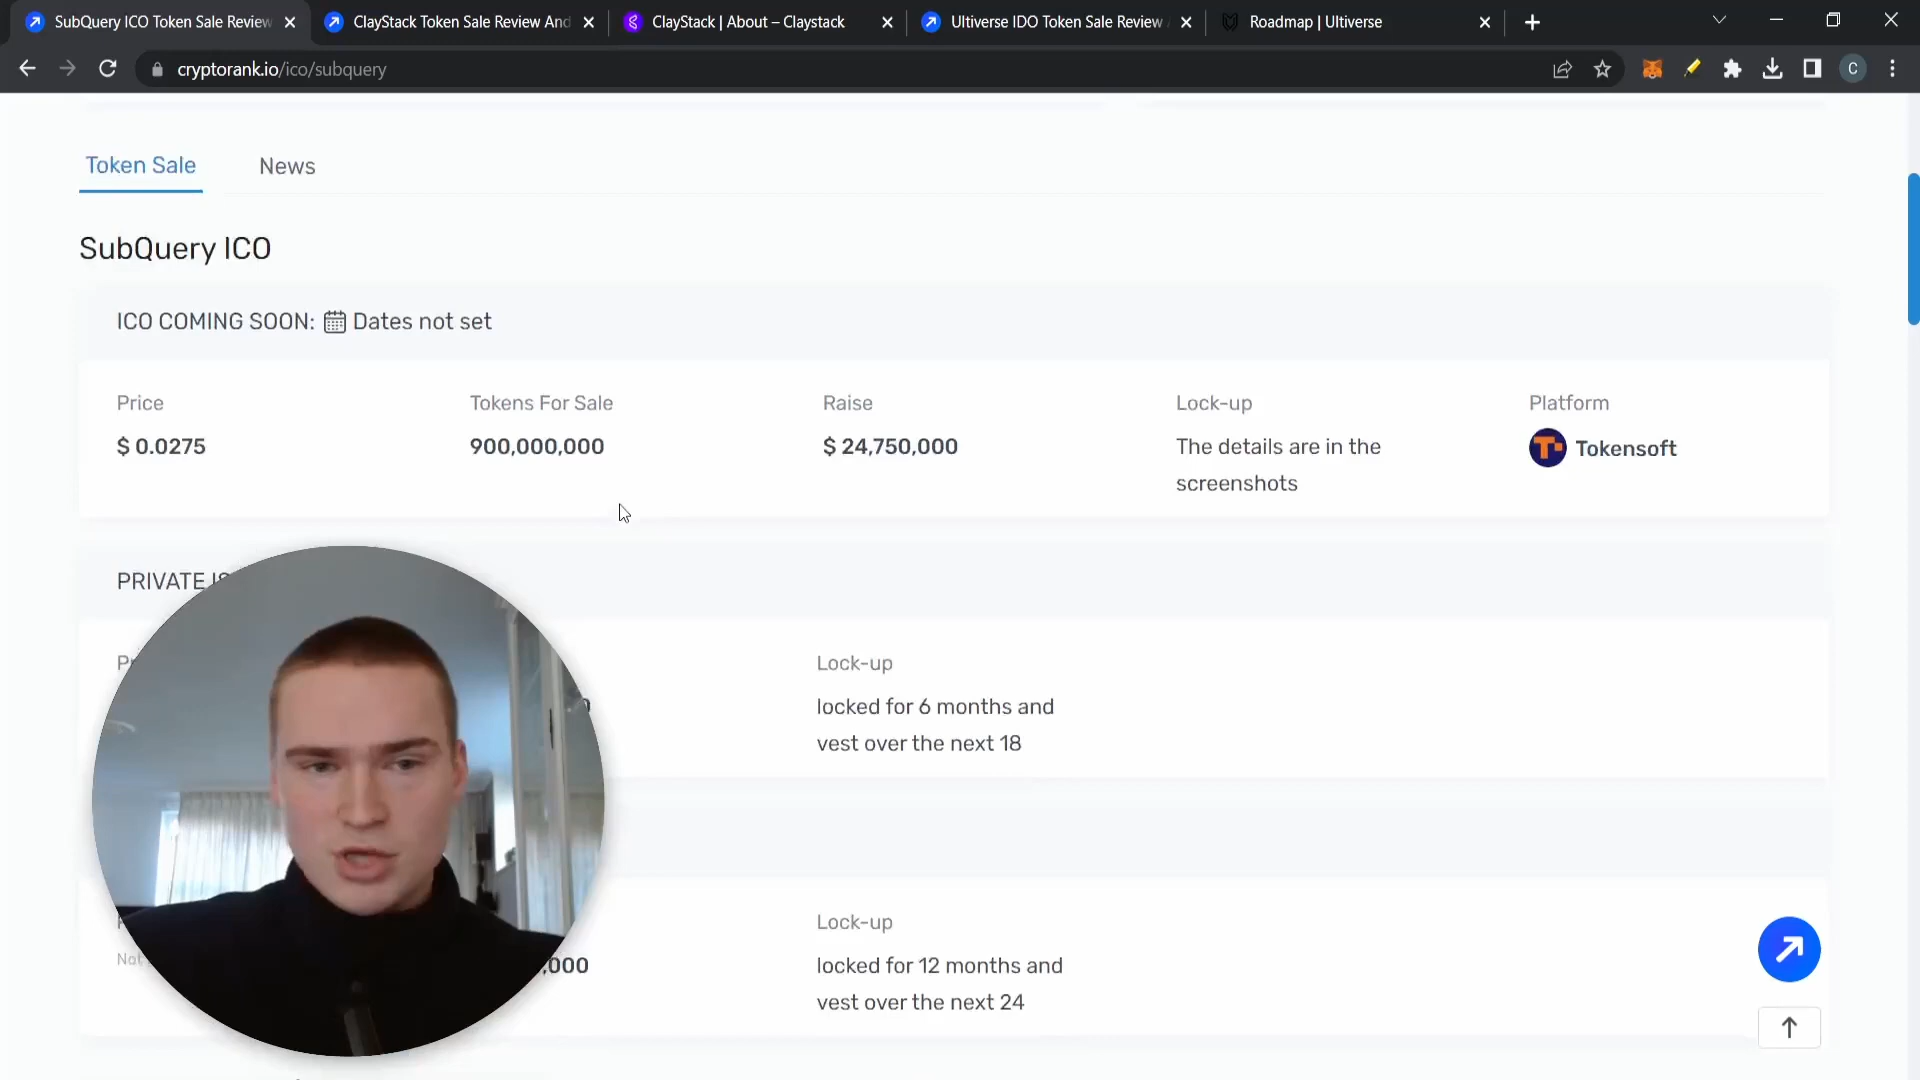 SubQuery ICO Token Sale Review
ClayStack Token Sale Review And
ClayStack | About – Claystack
Ultiverse IDO Token Sale Review
Roadmap | Ultiverse
cryptorank.io/ico/subquery
C
Token Sale
News
SubQuery ICO
ICO COMING SOON: Dates not set
Price
Tokens For Sale
Raise
Lock-up
Platform
$ 0.0275
900,000,000
$ 24,750,000
The details are in the
screenshots
Tokensoft
PRIVATE
Lock-up
locked for 6 months and
vest over the next 18
Lock-up
locked for 12 months and
vest over the next 24
,000